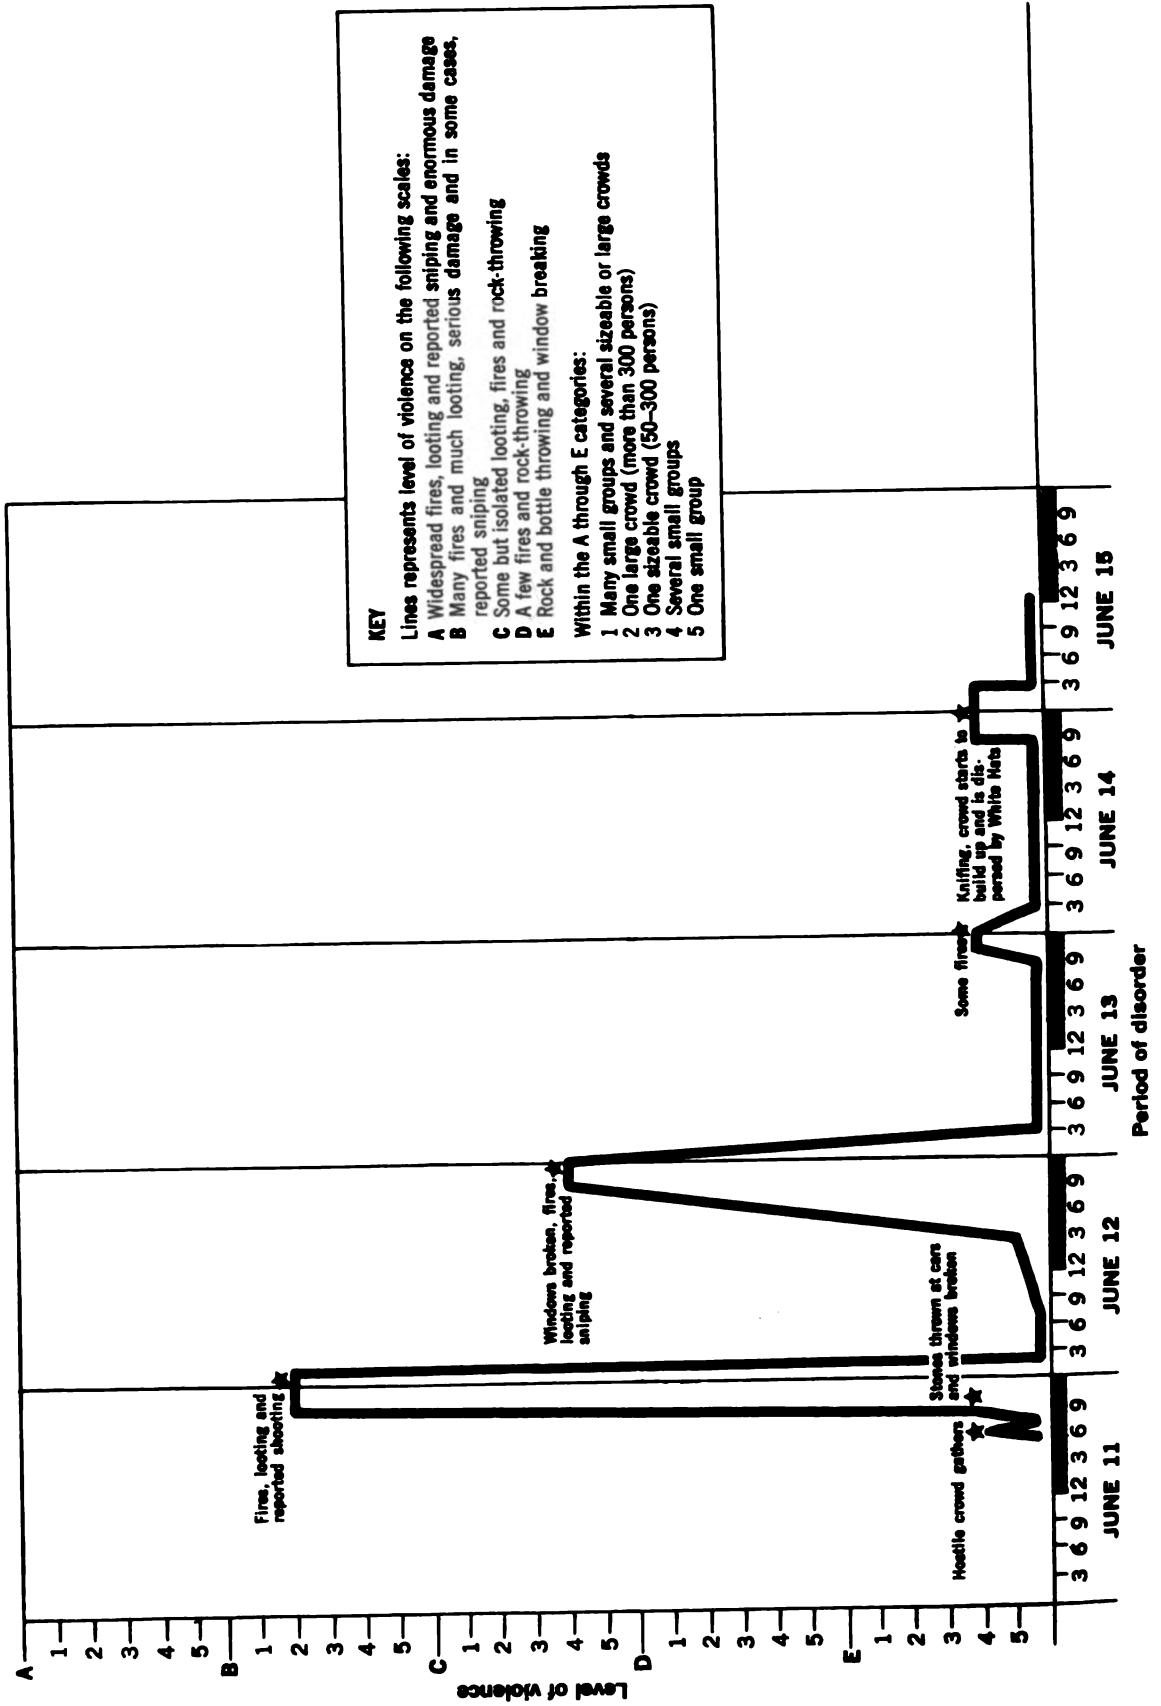 KEY
Lines represents level of violence on the following scales:
A Widespread fires, looting and reported sniping and enormous damage
B Many fires and much looting, serious damage and in some cases,
reported sniping
C Some but isolated looting, fires and rock-throwing
D A few fires and rock-throwing
E Rock and bottle throwing and window breaking
Within the A through E categories:
1 Many small groups and several sizeable or large crowds
2 One large crowd (more than 300 persons)
3 One sizeable crowd (50–300 persons)
4 Several small groups
5 One small group
Level of violence
A
1
2
3
4
5
B
1
2
3
4
5
C
1
2
3
4
5
D
1
2
3
4
5
E
1
2
3
4
5
Fires, looting and
reported shooting
Hostile crowd gathers
Stones thrown at cars
and windows broken
Windows broken, fires,
looting and reported
sniping
Some fires
Knifing, crowd starts to
build up and is dis-
persed by White Hats
3 6 9 12 3 6 9 3 6 9 12 3 6 9 3 6 9 12 3 6 9 3 6 9 12 3 6 9 3 6 9 12 3 6 9
JUNE 11 JUNE 12 JUNE 13 JUNE 14 JUNE 15
Period of disorder